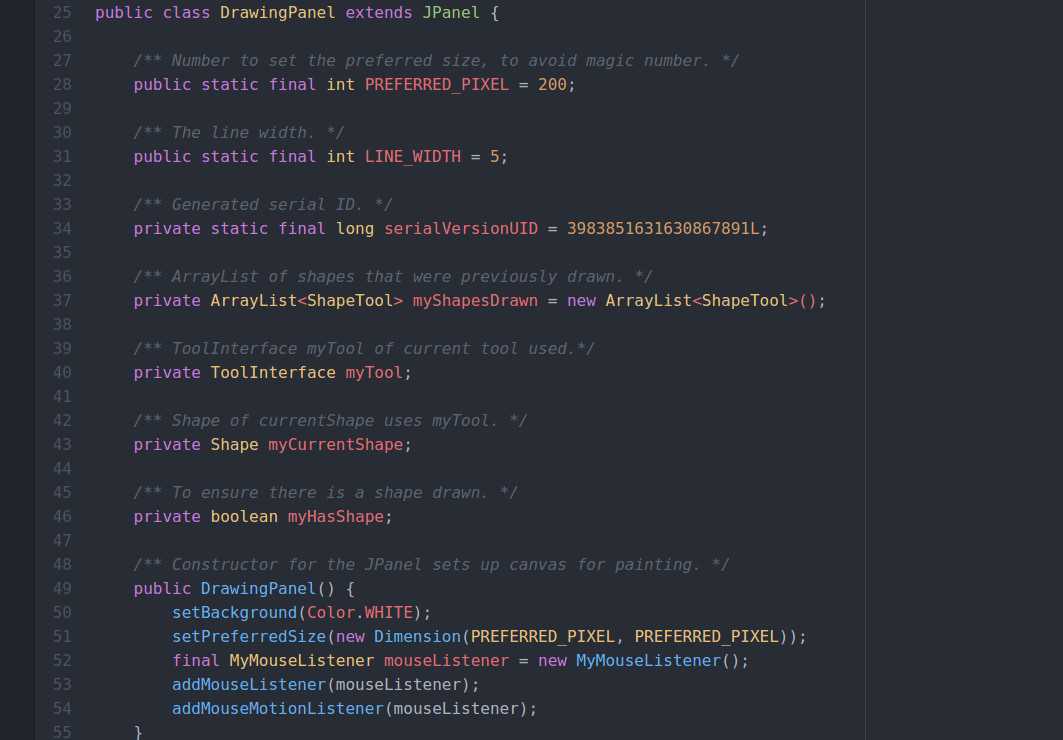 25 public class DrawingPanel extends JPanel {
26
27 /** Number to set the preferred size, to avoid magic number. */
28 public static final int PREFERRED_PIXEL = 200;
29
30 /** The line width. */
31 public static final int LINE_WIDTH = 5;
32
33 /** Generated serial ID. */
34 private static final long serialVersionUID = 3983851631630867891L;
35
36 /** ArrayList of shapes that were previously drawn. */
37 private ArrayList<ShapeTool> myShapesDrawn = new ArrayList<ShapeTool>();
38
39 /** ToolInterface myTool of current tool used.*/
40 private ToolInterface myTool;
41
42 /** Shape of currentShape uses myTool. */
43 private Shape myCurrentShape;
44
45 /** To ensure there is a shape drawn. */
46 private boolean myHasShape;
47
48 /** Constructor for the JPanel sets up canvas for painting. */
49 public DrawingPanel() {
50 setBackground(Color.WHITE);
51 setPreferredSize(new Dimension(PREFERRED_PIXEL, PREFERRED_PIXEL));
52 final MyMouseListener mouseListener = new MyMouseListener();
53 addMouseListener(mouseListener);
54 addMouseMotionListener(mouseListener);
55 }